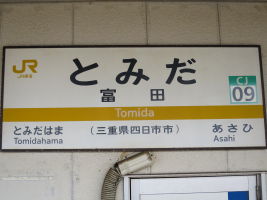 JR
JR東海
とみだ
富田
CJ
09
Tomida
とみだはま
Tomidahama
(三重県四日市市)
あさひ
Asahi